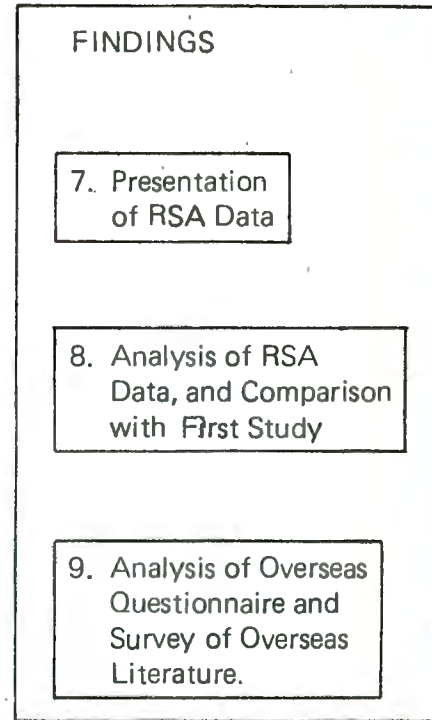 FINDINGS
7. Presentation
of RSA Data
8. Analysis of RSA
Data, and Comparison
with First Study
9. Analysis of Overseas
Questionnaire and
Survey of Overseas
Literature.